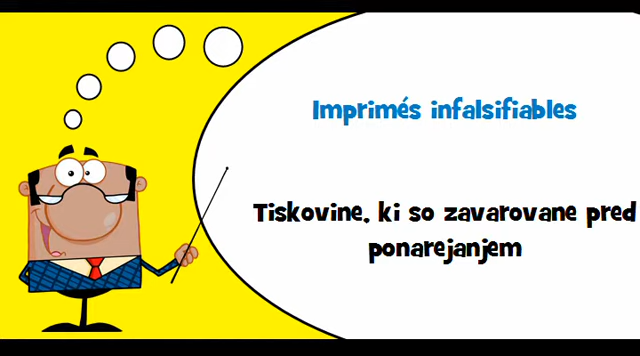 Imprimés infalsifiables
Tiskovine, ki so zavarovane pred
ponarejanjem